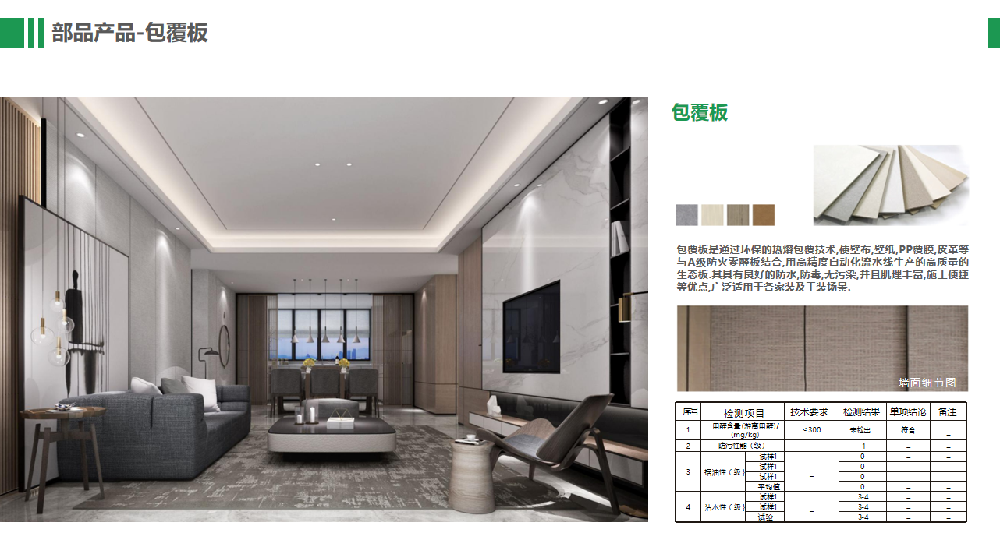 部品产品-包覆板
包覆板
包覆板是通过环保的热熔包覆技术,使壁布,壁纸,PP覆膜,皮革等
与A级防火零醛板结合,用高精度自动化流水线生产的高质量的
生态板.其具有良好的防水,防毒,无污染,并且肌理丰富,施工便捷
等优点,广泛适用于各家装及工装场景.
墙面细节图
序号 检测项目 技术要求 检测结果 单项结论 备注
1 甲醛含量(游离甲醛)/(mg/kg) ≤300 未检出 符合 _
2 防污性能（级） _ 1 _ _
3 拒油性（级} 试样1 _ 0 _ _
试样1 0 _ _
试样1 0 _ _
平均值 0 _ _
4 沾水性（级} 试样1 _ 3-4 _ _
试样1 3-4 _ _
试验 3-4 _ _